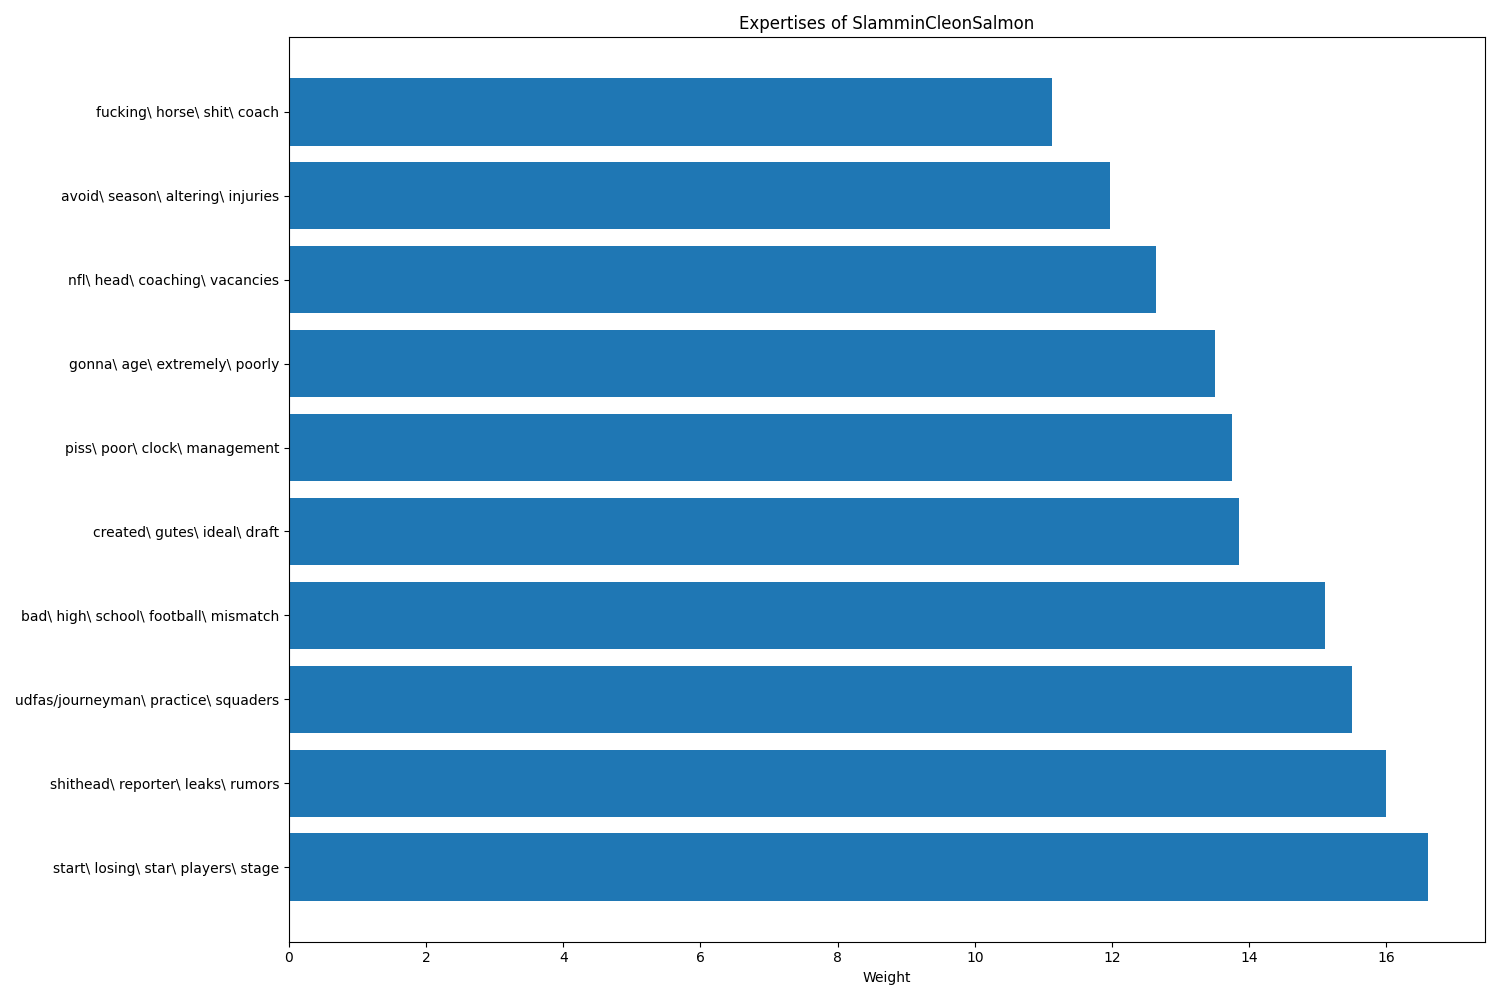 Expertises of SlamminCleonSalmon
fucking\ horse\ shit\ coach
avoid\ season\ altering\ injuries
nfl\ head\ coaching\ vacancies
gonna\ age\ extremely\ poorly
piss\ poor\ clock\ management
created\ gutes\ ideal\ draft
bad\ high\ school\ football\ mismatch
udfas/journeyman\ practice\ squaders
shithead\ reporter\ leaks\ rumors
start\ losing\ star\ players\ stage
0 2 4 6 8 10 12 14 16
Weight